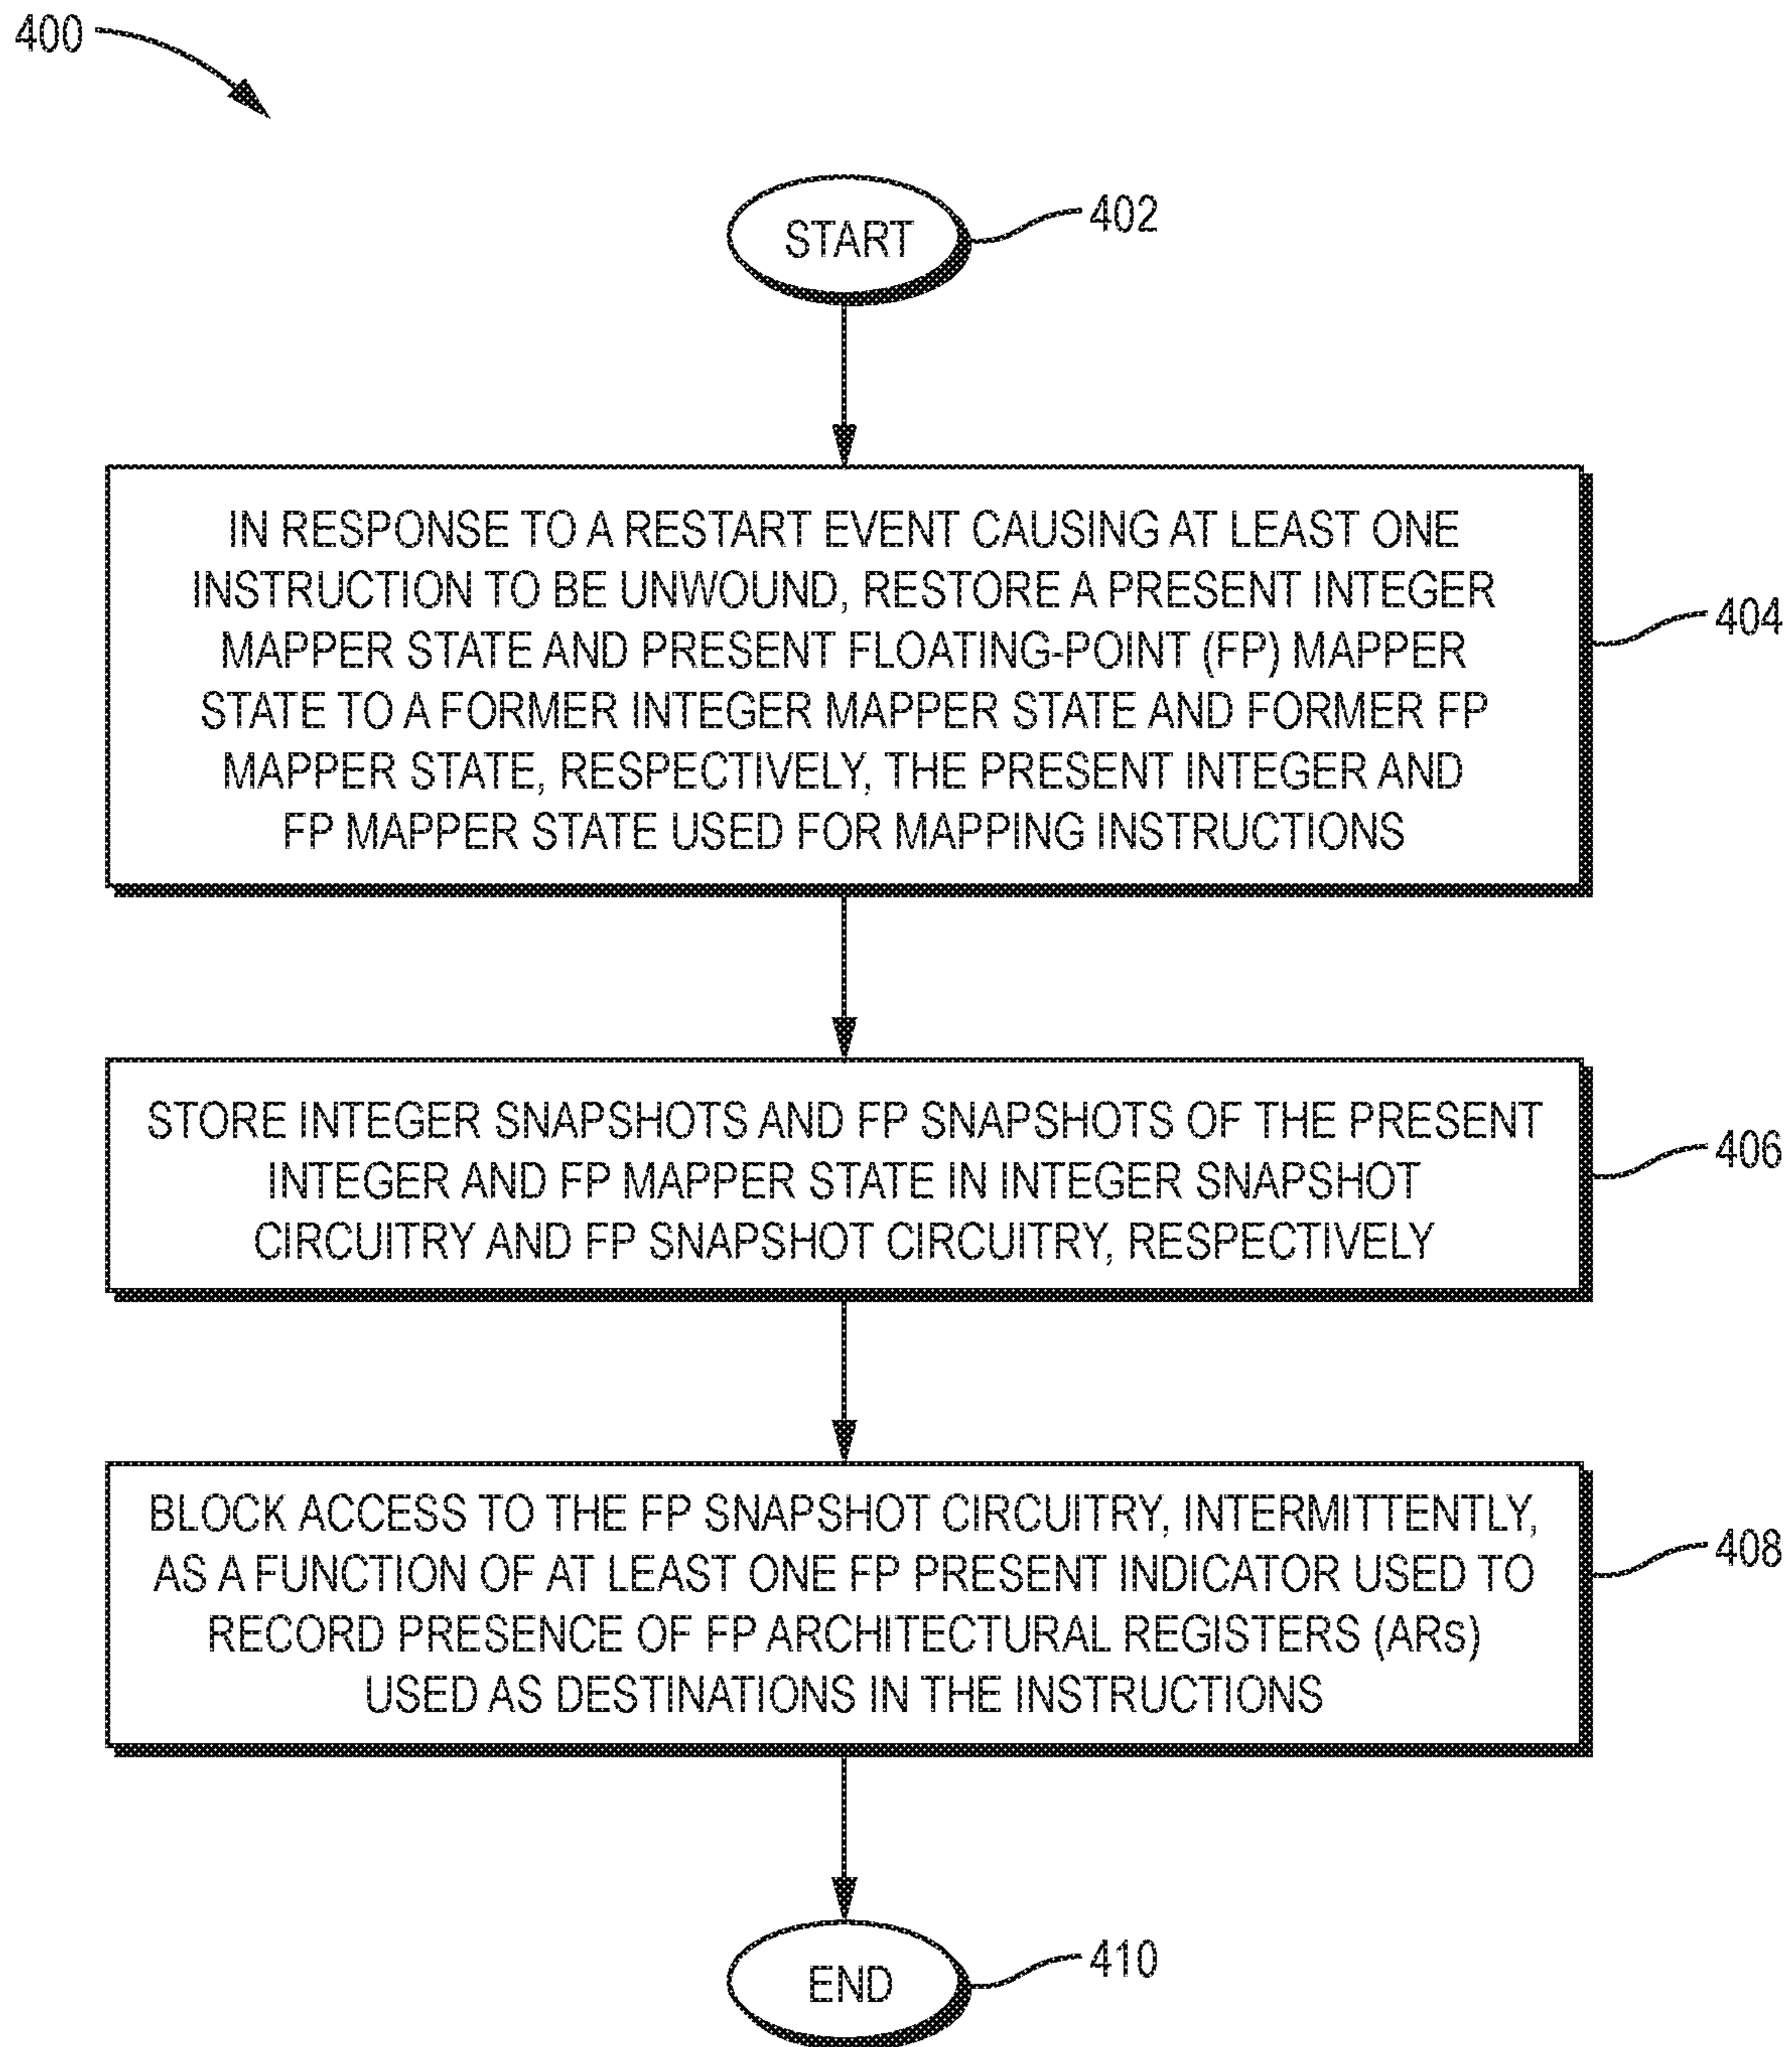 400
START
402
IN RESPONSE TO A RESTART EVENT CAUSING AT LEAST ONE
INSTRUCTION TO BE UNWOUND, RESTORE A PRESENT INTEGER
MAPPER STATE AND PRESENT FLOATING-POINT (FP) MAPPER
STATE TO A FORMER INTEGER MAPPER STATE AND FORMER FP
MAPPER STATE, RESPECTIVELY, THE PRESENT INTEGER AND
FP MAPPER STATE USED FOR MAPPING INSTRUCTIONS
404
STORE INTEGER SNAPSHOTS AND FP SNAPSHOTS OF THE PRESENT
INTEGER AND FP MAPPER STATE IN INTEGER SNAPSHOT
CIRCUITRY AND FP SNAPSHOT CIRCUITRY, RESPECTIVELY
406
BLOCK ACCESS TO THE FP SNAPSHOT CIRCUITRY, INTERMITTENTLY,
AS A FUNCTION OF AT LEAST ONE FP PRESENT INDICATOR USED TO
RECORD PRESENCE OF FP ARCHITECTURAL REGISTERS (ARs)
USED AS DESTINATIONS IN THE INSTRUCTIONS
408
END
410